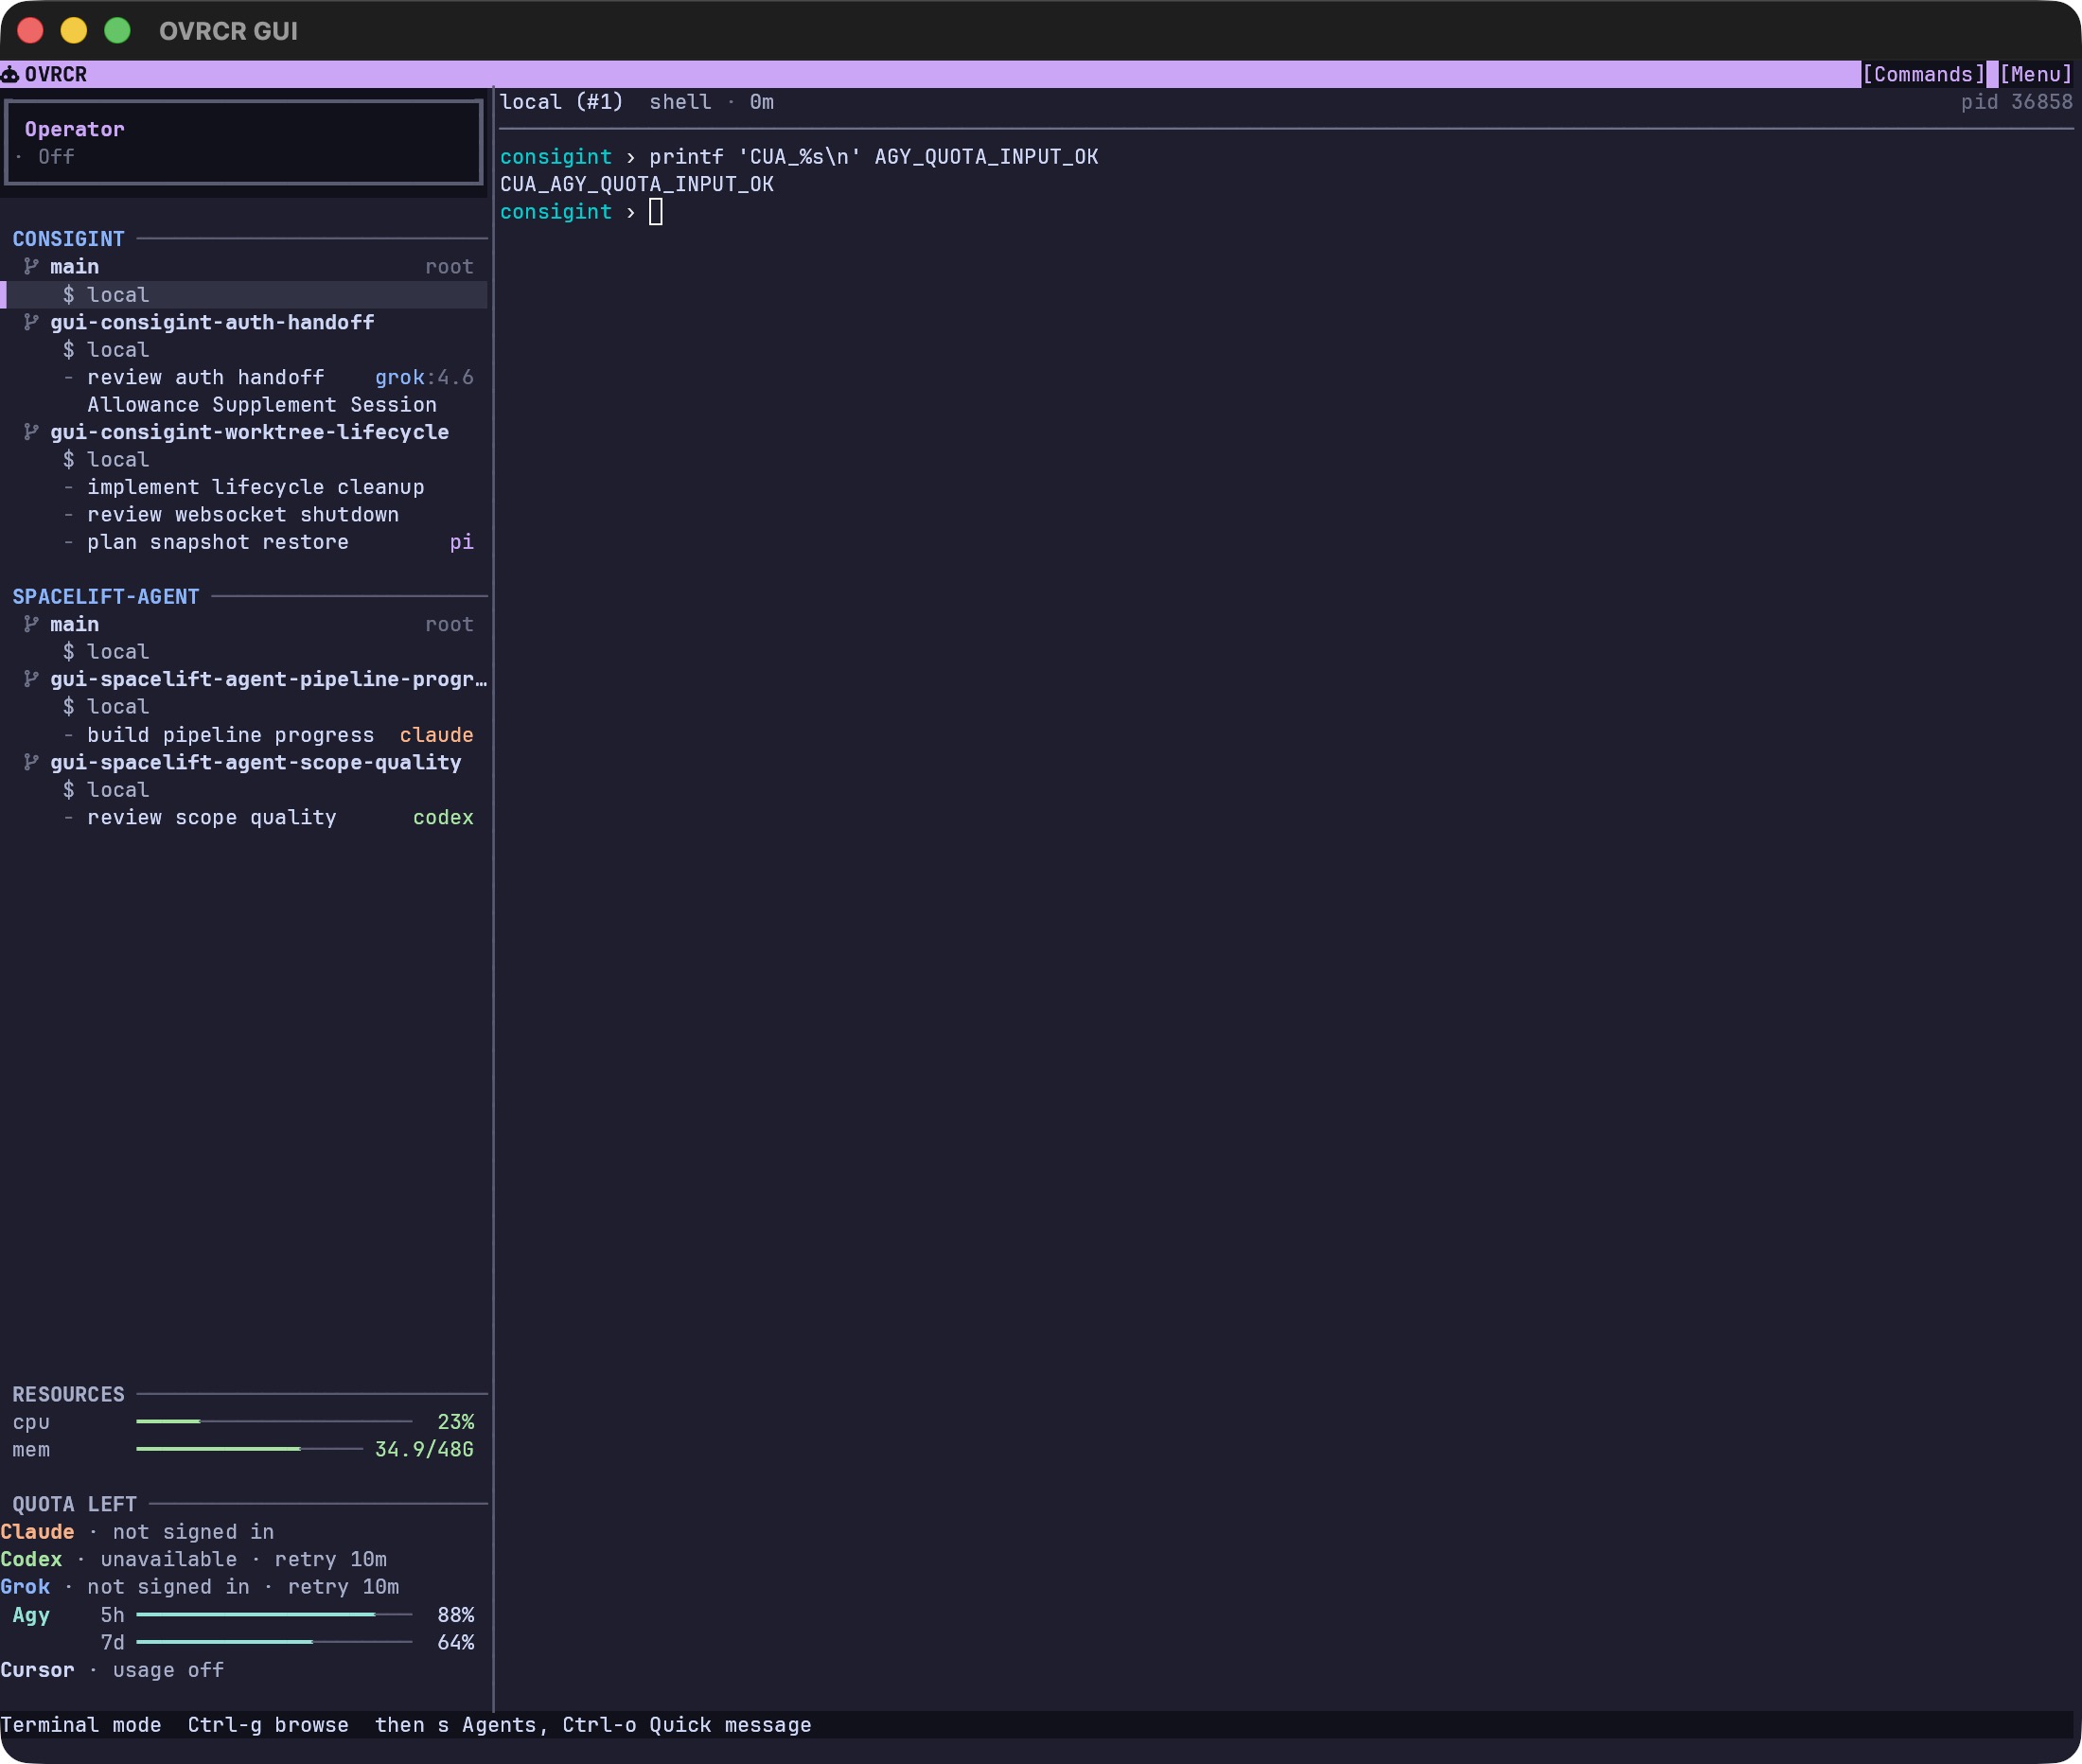 OVRCR GUI
OVRCR [Commands] [Menu]
Operator
· Off
CONSIGINT
main root
$ local
gui-consigint-auth-handoff
$ local
- review auth handoff grok:4.6
Allowance Supplement Session
gui-consigint-worktree-lifecycle
$ local
- implement lifecycle cleanup
- review websocket shutdown
- plan snapshot restore pi
SPACELIFT-AGENT
main root
$ local
gui-spacelift-agent-pipeline-progr…
$ local
- build pipeline progress claude
gui-spacelift-agent-scope-quality
$ local
- review scope quality codex
RESOURCES
cpu 23%
mem 34.9/48G
QUOTA LEFT
Claude · not signed in
Codex · unavailable · retry 10m
Grok · not signed in · retry 10m
Agy 5h 88%
7d 64%
Cursor · usage off
local (#1) shell · 0m pid 36858
consigint › printf 'CUA_%s\n' AGY_QUOTA_INPUT_OK
CUA_AGY_QUOTA_INPUT_OK
consigint ›
Terminal mode Ctrl-g browse then s Agents, Ctrl-o Quick message